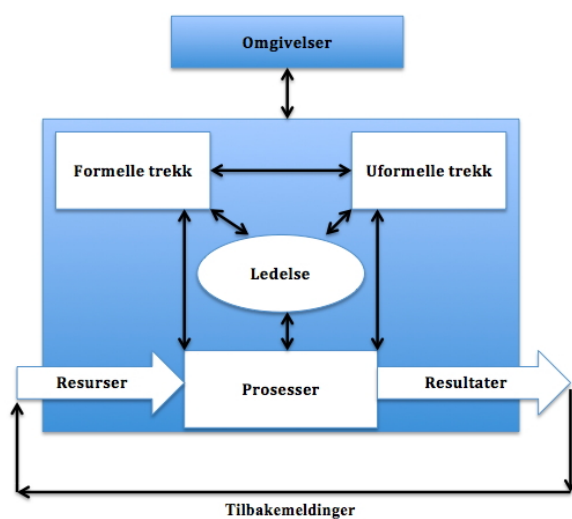 Omgivelser
Formelle trekk
Uformelle trekk
Ledelse
Resurser
Prosesser
Resultater
Tilbakemeldinger